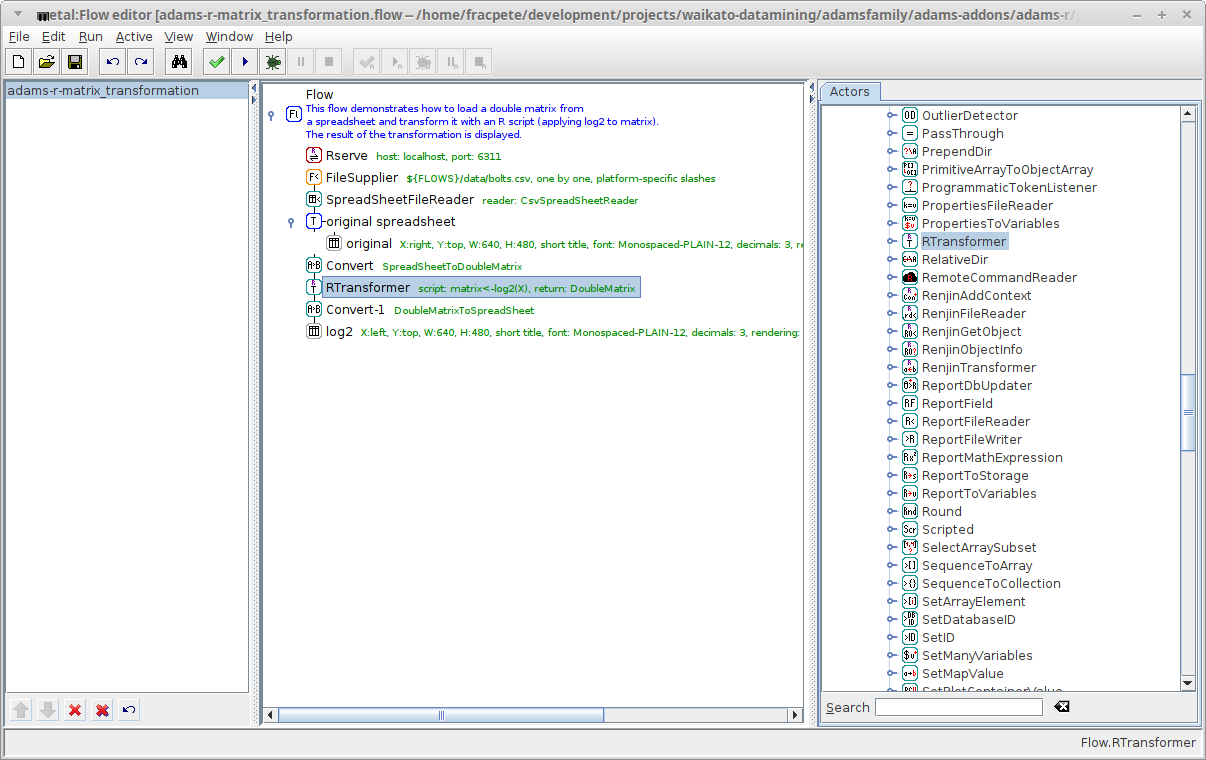 metal:Flow editor [adams-r-matrix_transformation.flow -- /home/fracpete/development/projects/waikato-datamining/adamsfamily/adams-addons/adams-r/
File Edit Run Active View Window Help
adams-r-matrix_transformation
Flow
This flow demonstrates how to load a double matrix from
a spreadsheet and transform it with an R script (applying log2 to matrix).
The result of the transformation is displayed.
Rserve host: localhost, port: 6311
FileSupplier ${FLOWS}/data/bolts.csv, one by one, platform-specific slashes
SpreadSheetFileReader reader: CsvSpreadSheetReader
original spreadsheet
original X:right, Y:top, W:640, H:480, short title, font: Monospaced-PLAIN-12, decimals: 3, re
Convert SpreadSheetToDoubleMatrix
RTransformer script: matrix<-log2(X), return: DoubleMatrix
Convert-1 DoubleMatrixToSpreadSheet
log2 X:left, Y:top, W:640, H:480, short title, font: Monospaced-PLAIN-12, decimals: 3, rendering:
Actors
OutlierDetector
PassThrough
PrependDir
PrimitiveArrayToObjectArray
ProgrammaticTokenListener
PropertiesFileReader
PropertiesToVariables
RTransformer
RelativeDir
RemoteCommandReader
RenjinAddContext
RenjinFileReader
RenjinGetObject
RenjinObjectInfo
RenjinTransformer
ReportDbUpdater
ReportField
ReportFileReader
ReportFileWriter
ReportMathExpression
ReportToStorage
ReportToVariables
Round
Scripted
SelectArraySubset
SequenceToArray
SequenceToCollection
SetArrayElement
SetDatabaseID
SetID
SetManyVariables
SetMapValue
SetPlotContainerValue
Search
Flow.RTransformer